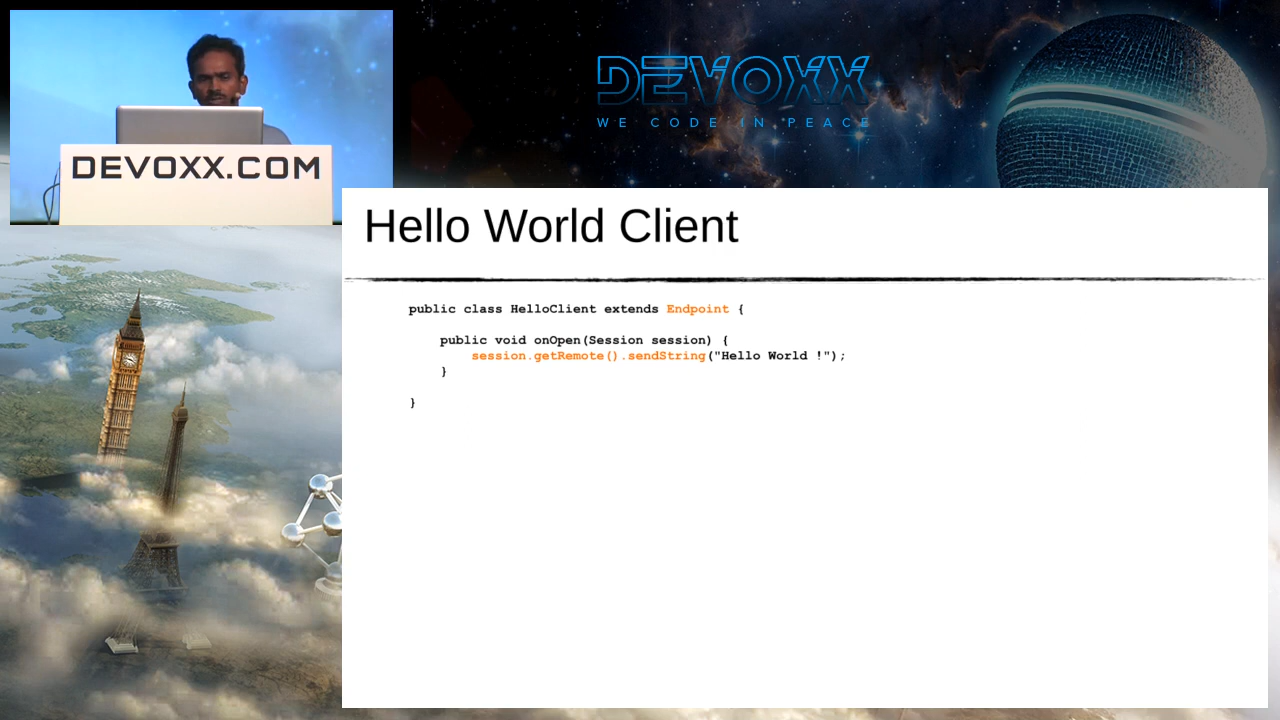 DEVOXX
WE CODE IN PEACE
DEVOXX.COM
Hello World Client
public class HelloClient extends Endpoint {
public void onOpen(Session session) {
session.getRemote().sendString("Hello World !");
}
}